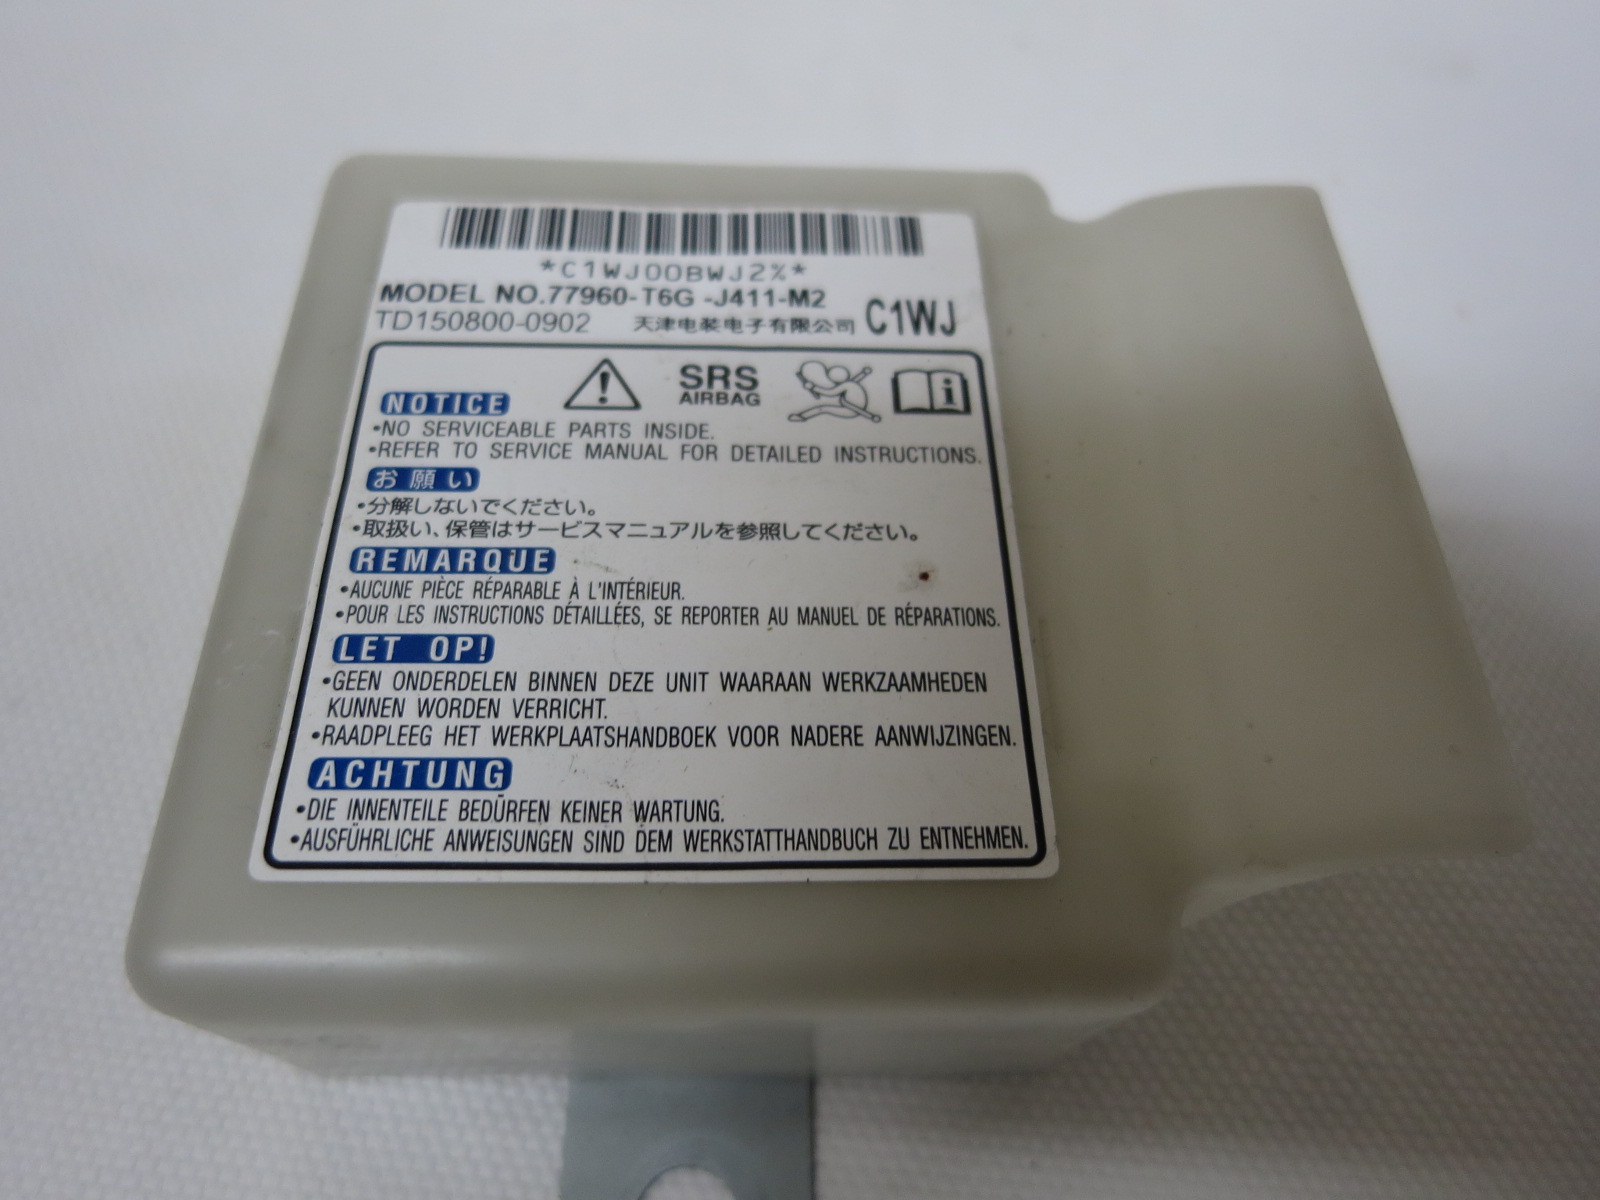 *C1WJ00BWJ2%*
MODEL NO.77960-T6G -J411-M2
TD150800-0902 天津电装电子有限公司 C1WJ
SRS
AIRBAG
NOTICE
•NO SERVICEABLE PARTS INSIDE.
•REFER TO SERVICE MANUAL FOR DETAILED INSTRUCTIONS.
お願い
•分解しないでください。
•取扱い、保管はサービスマニュアルを参照してください。
REMARQUE
•AUCUNE PIÈCE RÉPARABLE À L'INTÉRIEUR.
•POUR LES INSTRUCTIONS DÉTAILLÉES, SE REPORTER AU MANUEL DE RÉPARATIONS.
LET OP!
•GEEN ONDERDELEN BINNEN DEZE UNIT WAARAAN WERKZAAMHEDEN
KUNNEN WORDEN VERRICHT.
•RAADPLEEG HET WERKPLAATSHANDBOEK VOOR NADERE AANWIJZINGEN.
ACHTUNG
•DIE INNENTEILE BEDÜRFEN KEINER WARTUNG.
•AUSFÜHRLICHE ANWEISUNGEN SIND DEM WERKSTATTHANDBUCH ZU ENTNEHMEN.